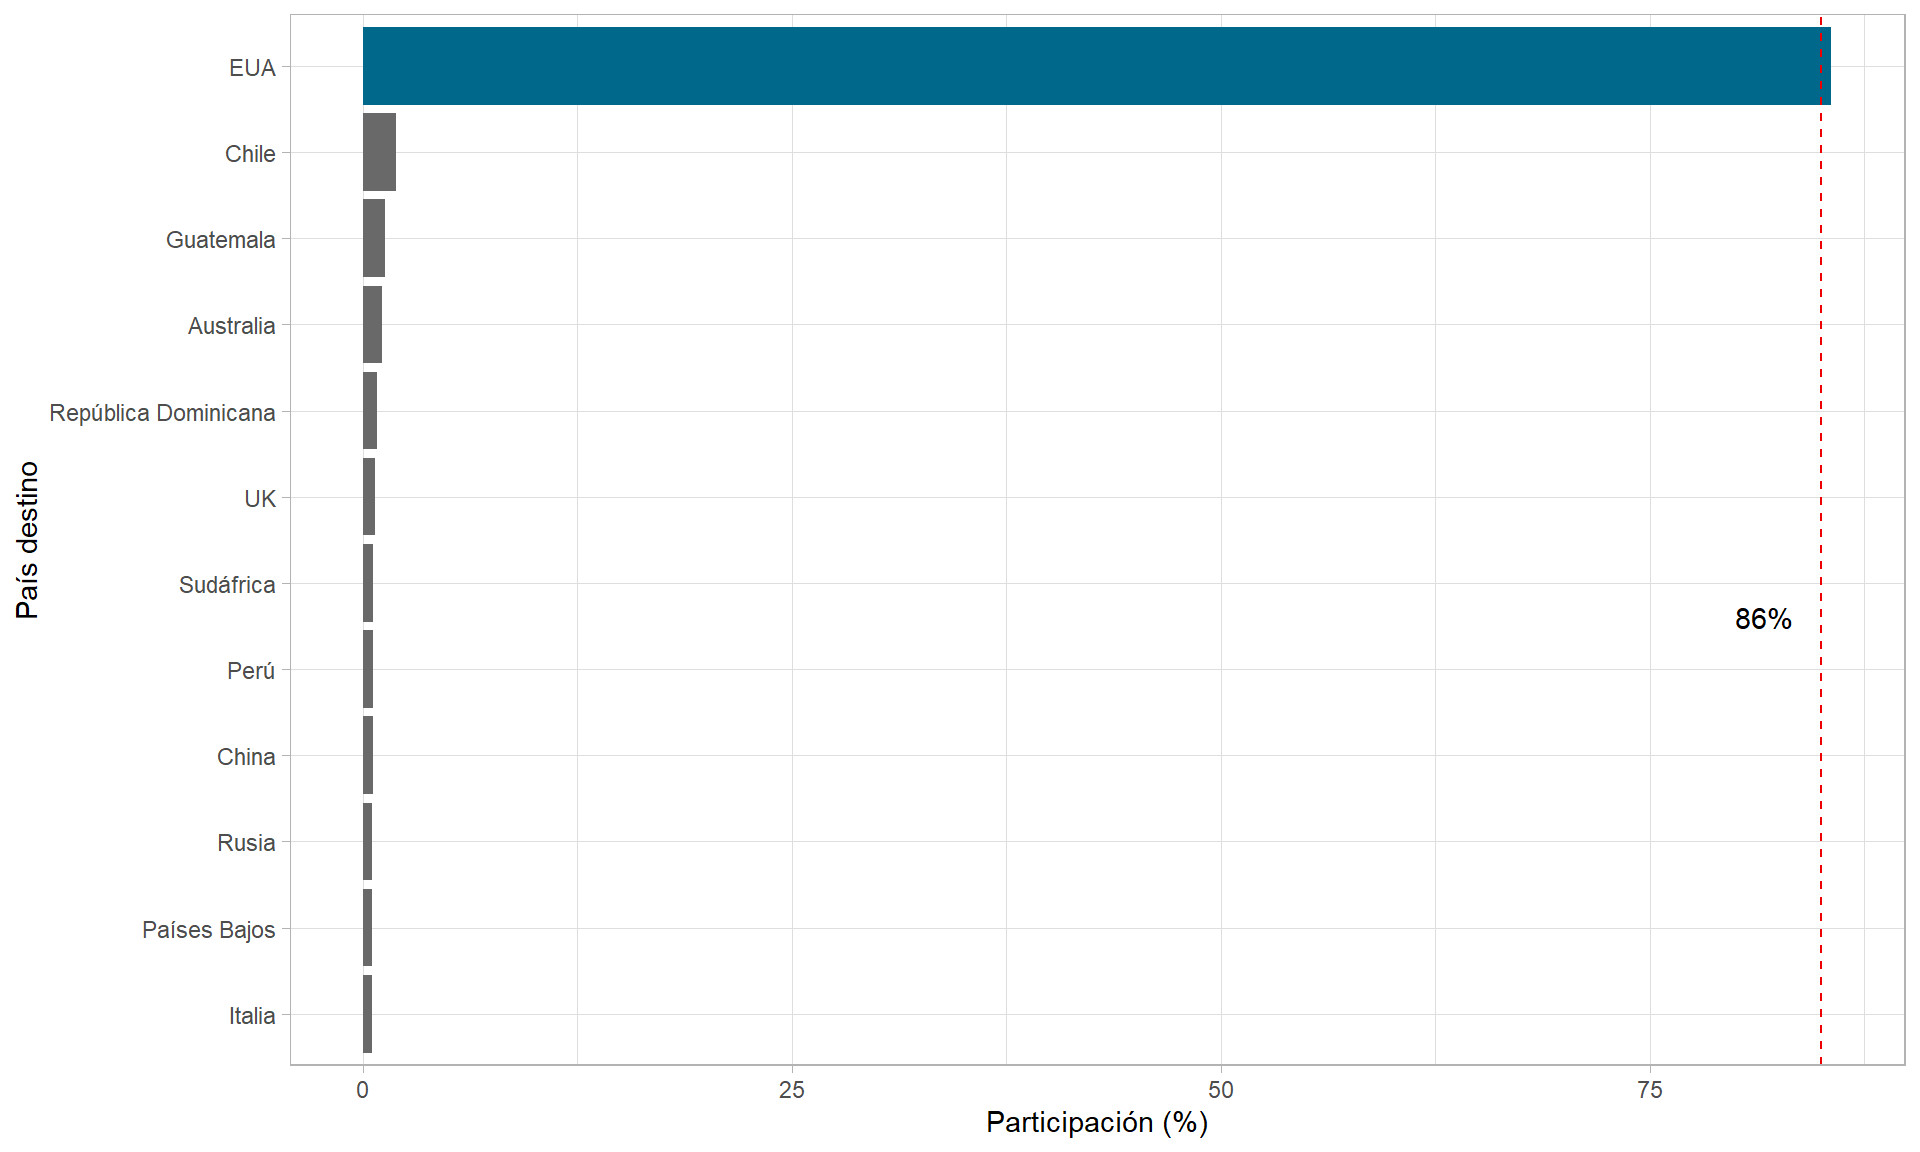 EUA
Chile
Guatemala
Australia
República Dominicana
UK
Sudáfrica
Perú
China
Rusia
Países Bajos
Italia
País destino
86%
0 25 50 75
Participación (%)